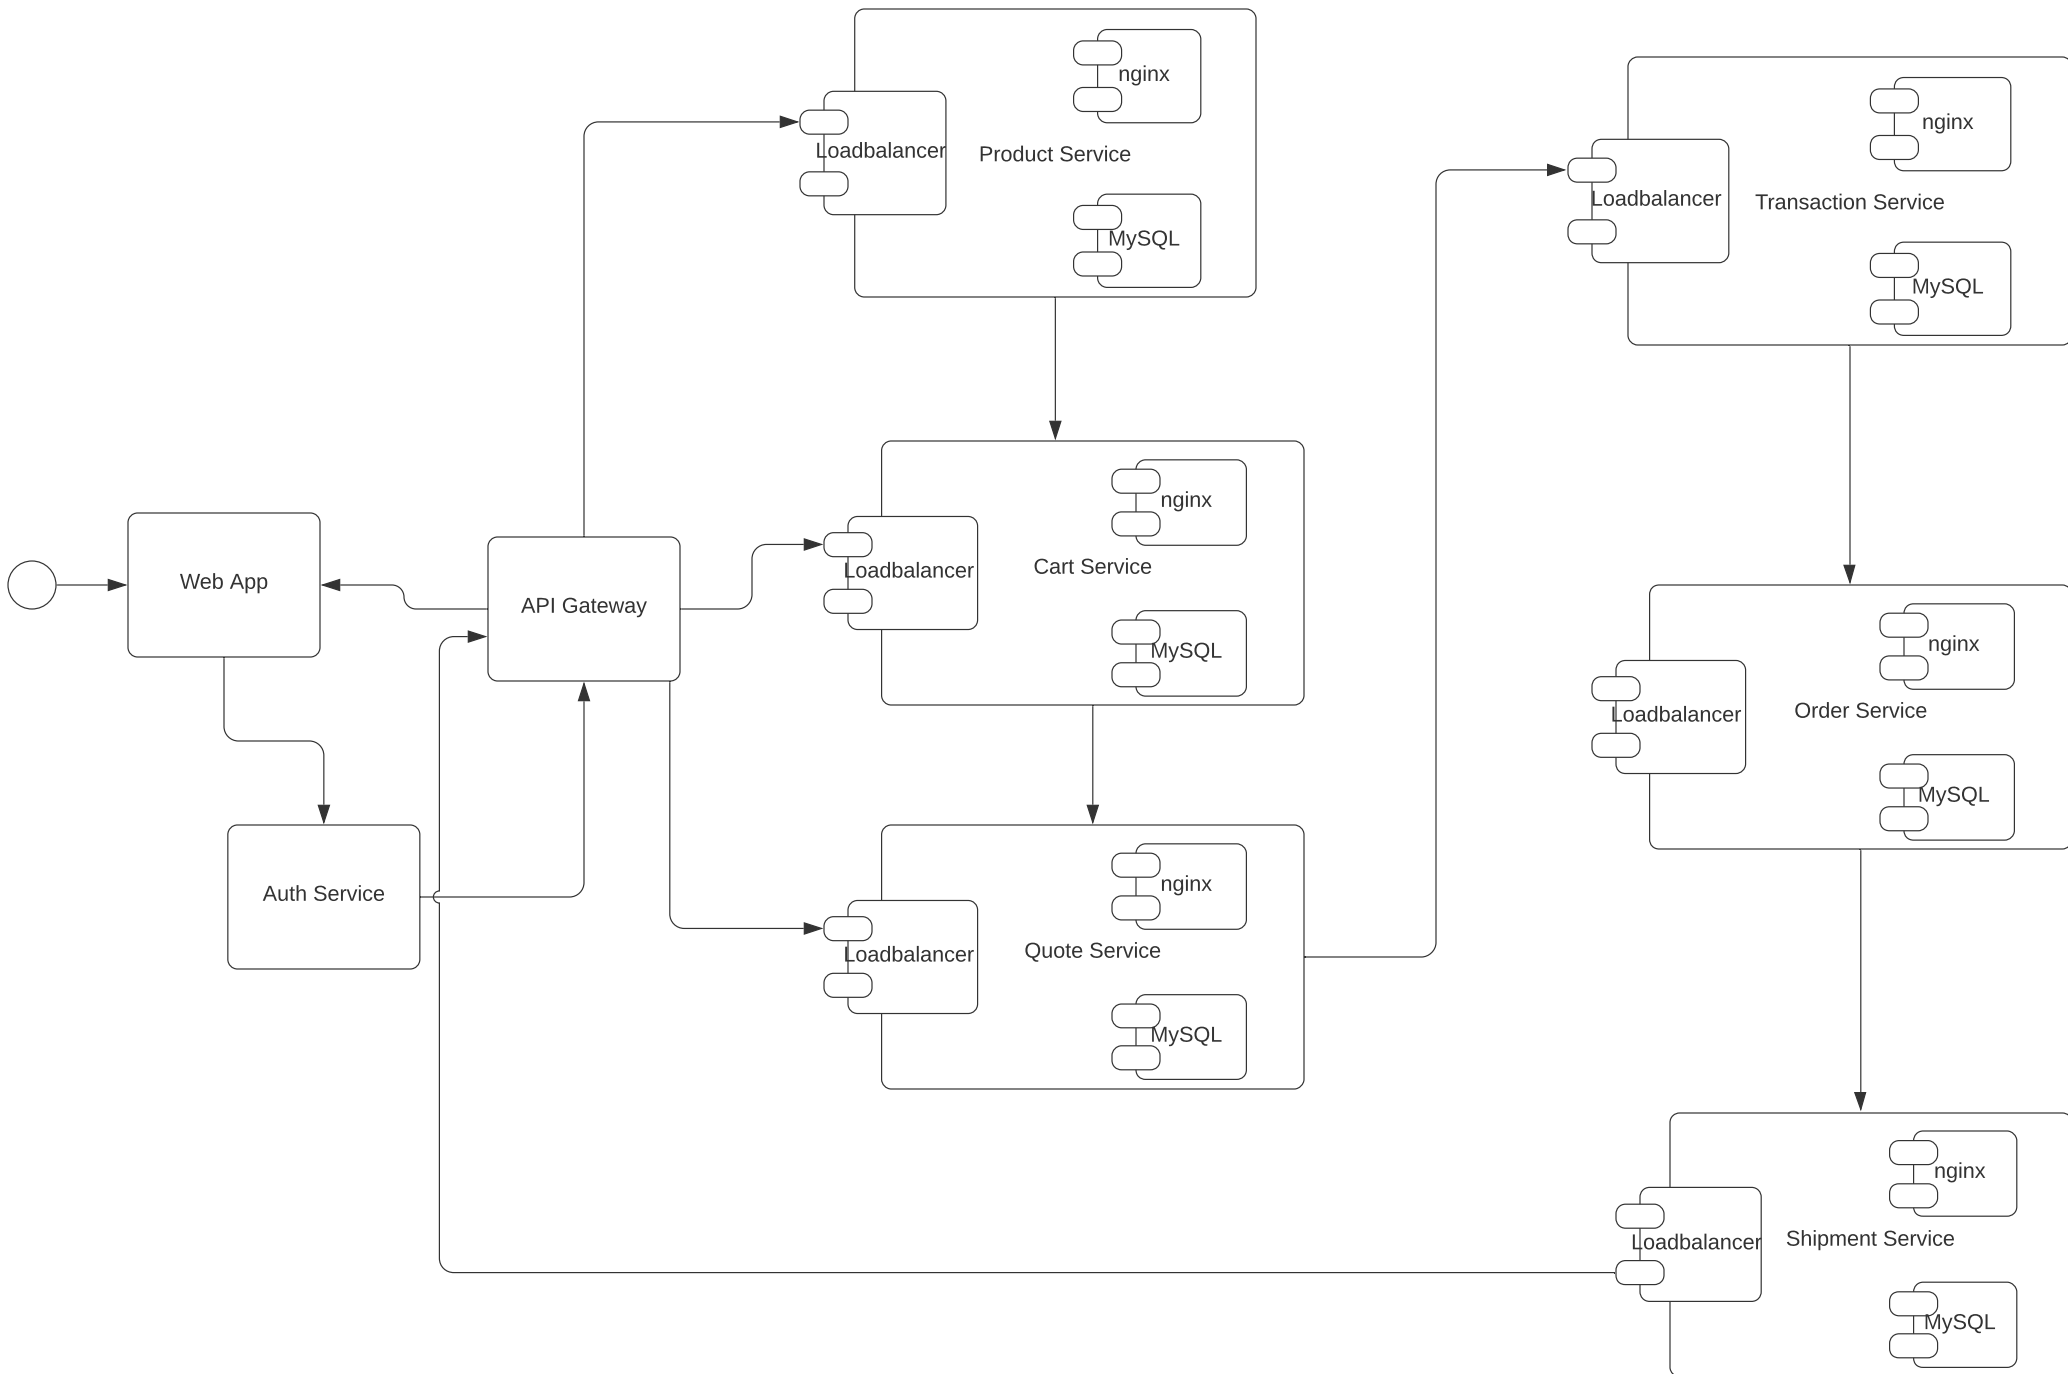 Web App
Auth Service
API Gateway
nginx
Loadbalancer
Product Service
MySQL
nginx
Loadbalancer
Cart Service
MySQL
nginx
Loadbalancer
Quote Service
MySQL
nginx
Loadbalancer
Transaction Service
MySQL
nginx
Loadbalancer
Order Service
MySQL
nginx
Loadbalancer
Shipment Service
MySQL